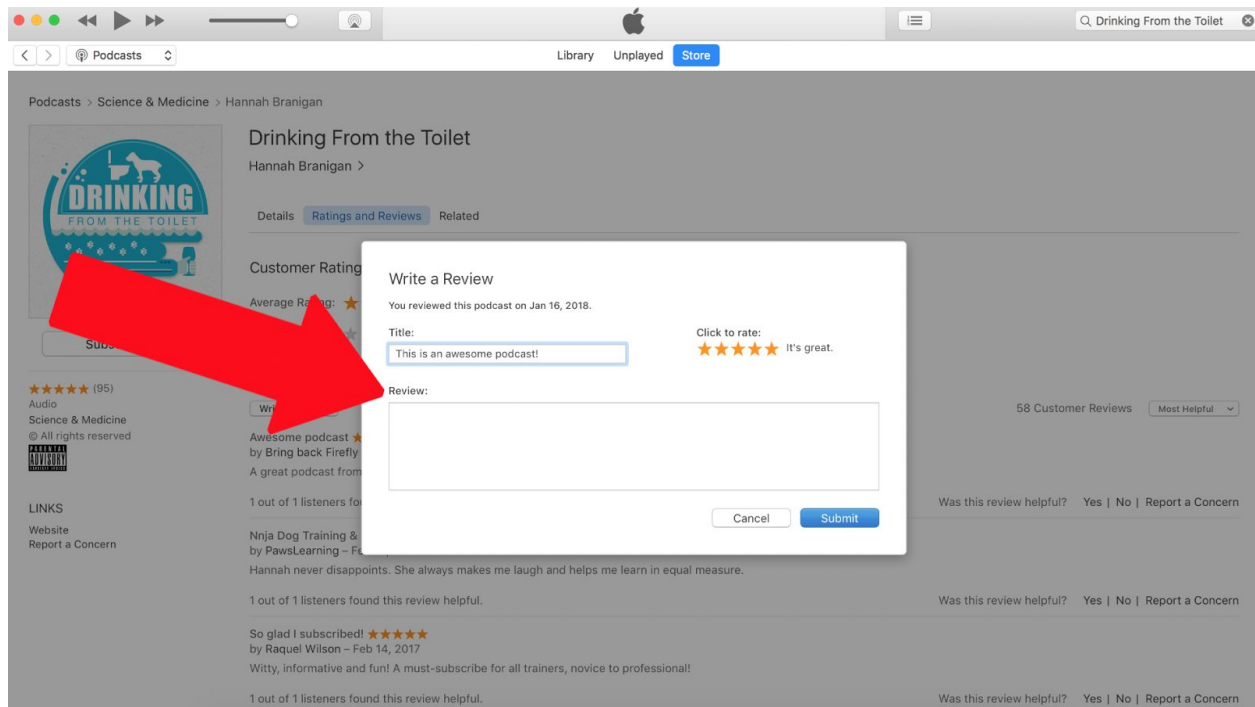 Drinking From the Toilet
Podcasts
Library Unplayed Store
Podcasts > Science & Medicine > Hannah Branigan
DRINKING
FROM THE TOILET
Drinking From the Toilet
Hannah Branigan >
Details Ratings and Reviews Related
Customer Rating
Average Rating:
Write a Review
You reviewed this podcast on Jan 16, 2018.
Title:
Click to rate:
This is an awesome podcast!
It's great.
Review:
Cancel Submit
(95)
Audio
Science & Medicine
© All rights reserved
PARENTAL
ADVISORY
LINKS
Website
Report a Concern
58 Customer Reviews Most Helpful
Awesome podcast
by Bring back Firefly
A great podcast from
1 out of 1 listeners
Was this review helpful? Yes | No | Report a Concern
Nnja Dog Training &
by PawsLearning –
Hannah never disappoints. She always makes me laugh and helps me learn in equal measure.
1 out of 1 listeners found this review helpful. Was this review helpful? Yes | No | Report a Concern
So glad I subscribed! ★★★★★
by Raquel Wilson – Feb 14, 2017
Witty, informative and fun! A must-subscribe for all trainers, novice to professional!
1 out of 1 listeners found this review helpful. Was this review helpful? Yes | No | Report a Concern